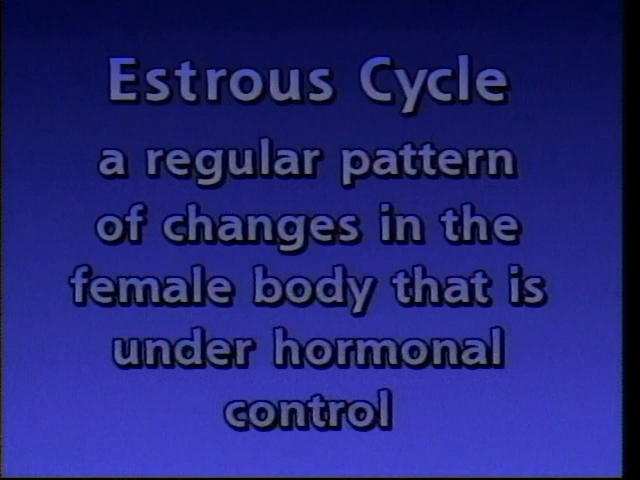 Estrous Cycle
a regular pattern
of changes in the
female body that is
under hormonal
control